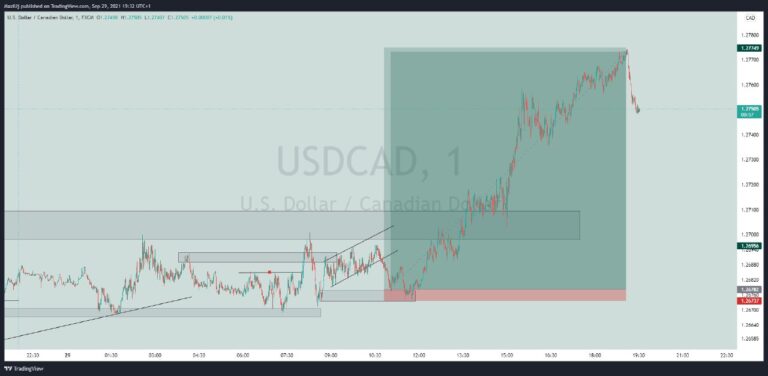 MaziUJ published on TradingView.com, Sep 29, 2021 19:32 UTC+1
U.S. Dollar / Canadian Dollar, 1, FXCM O1.27498 H1.27505 L1.27497 C1.27505 +0.00007 (+0.01%)
CAD
1.27800
1.27749
1.27700
1.27600
1.27505
00:57
1.27400
USDCAD, 1
1.27300
U.S. Dollar / Canadian Dollar
1.27200
1.27100
1.27000
1.26956
1.26880
1.26820
1.26782
1.26737
1.26700
1.26640
1.26585
22:30 29 01:30 03:00 04:30 06:00 07:30 09:00 10:30 12:00 13:30 15:00 16:30 18:00 19:30 21:00 22:30
TradingView